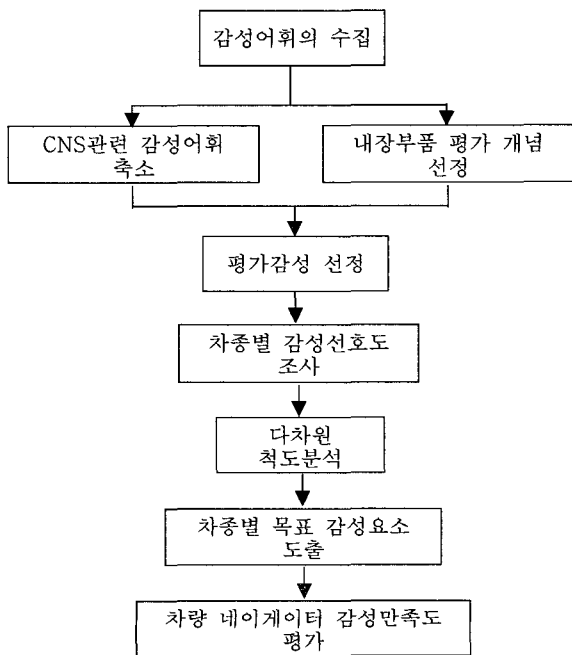 감성어휘의 수집
CNS관련 감성어휘
축소
내장부품 평가 개념
선정
평가감성 선정
차종별 감성선호도
조사
다차원
척도분석
차종별 목표 감성요소
도출
차량 네이게이터 감성만족도
평가